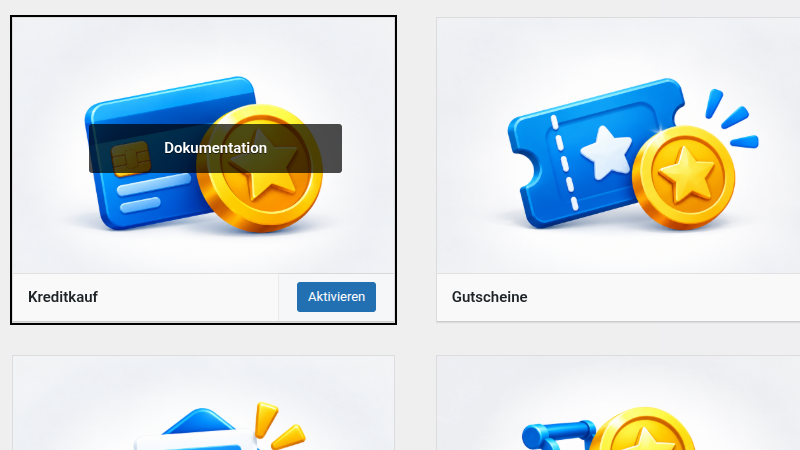 Dokumentation
Kreditkauf
Aktivieren
Gutscheine